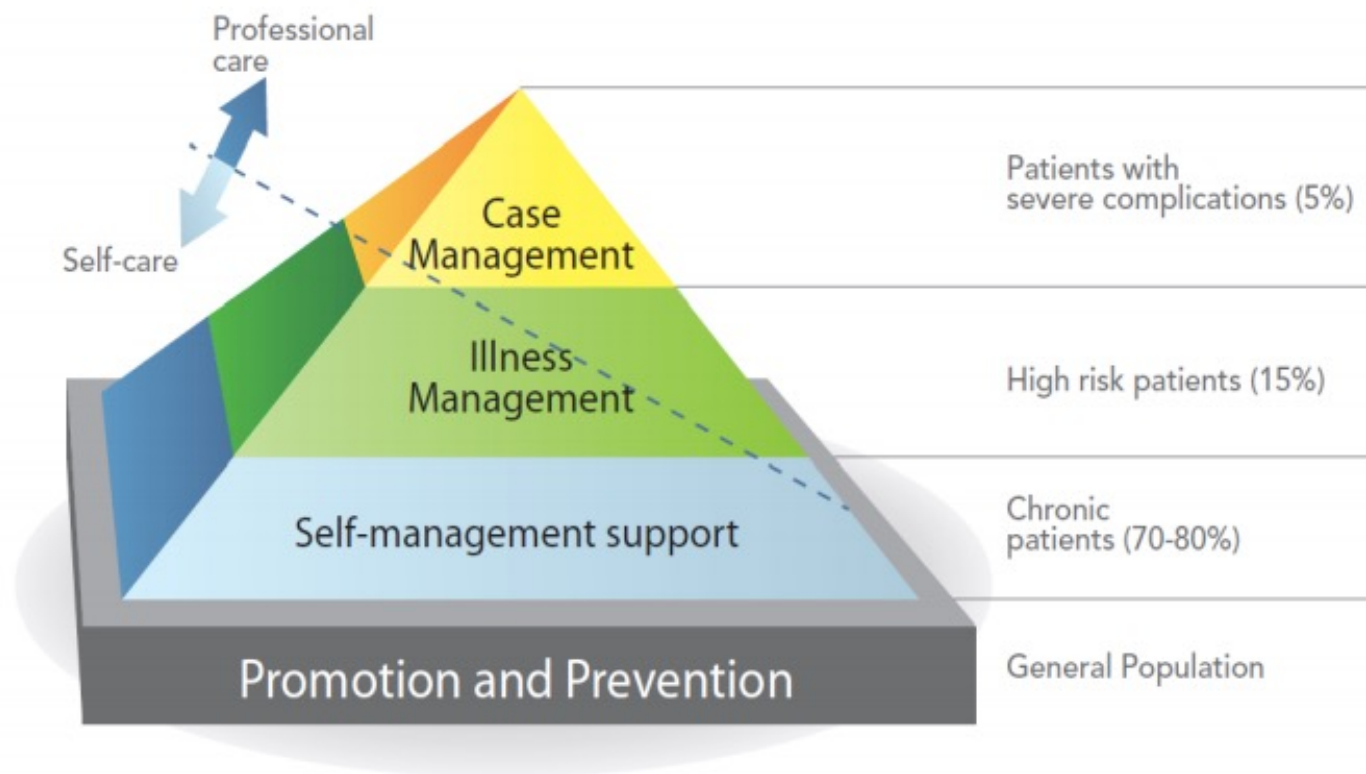 Professional
care
Self-care
Case
Management
Patients with
severe complications (5%)
Illness
Management
High risk patients (15%)
Self-management support
Chronic
patients (70-80%)
Promotion and Prevention
General Population